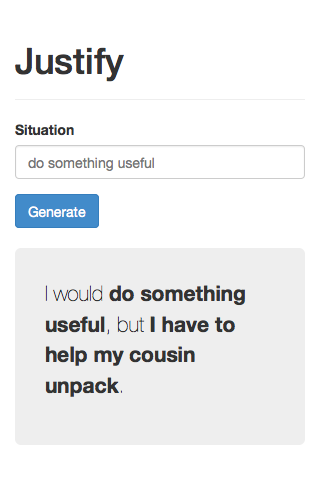 Justify
Situation
do something useful
Generate
I would do something
useful, but I have to
help my cousin
unpack.